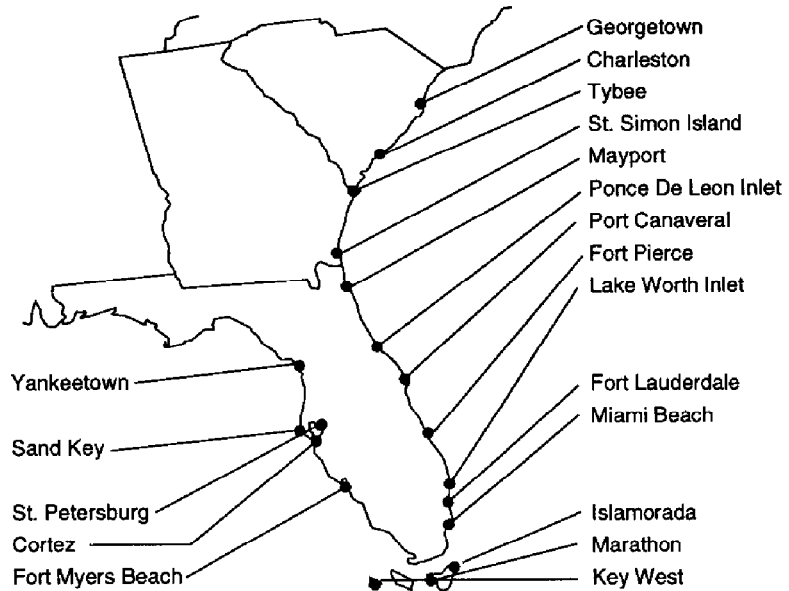 Georgetown
Charleston
Tybee
St. Simon Island
Mayport
Ponce De Leon Inlet
Port Canaveral
Fort Pierce
Lake Worth Inlet
Yankeetown
Fort Lauderdale
Miami Beach
Sand Key
St. Petersburg
Islamorada
Cortez
Marathon
Fort Myers Beach
Key West